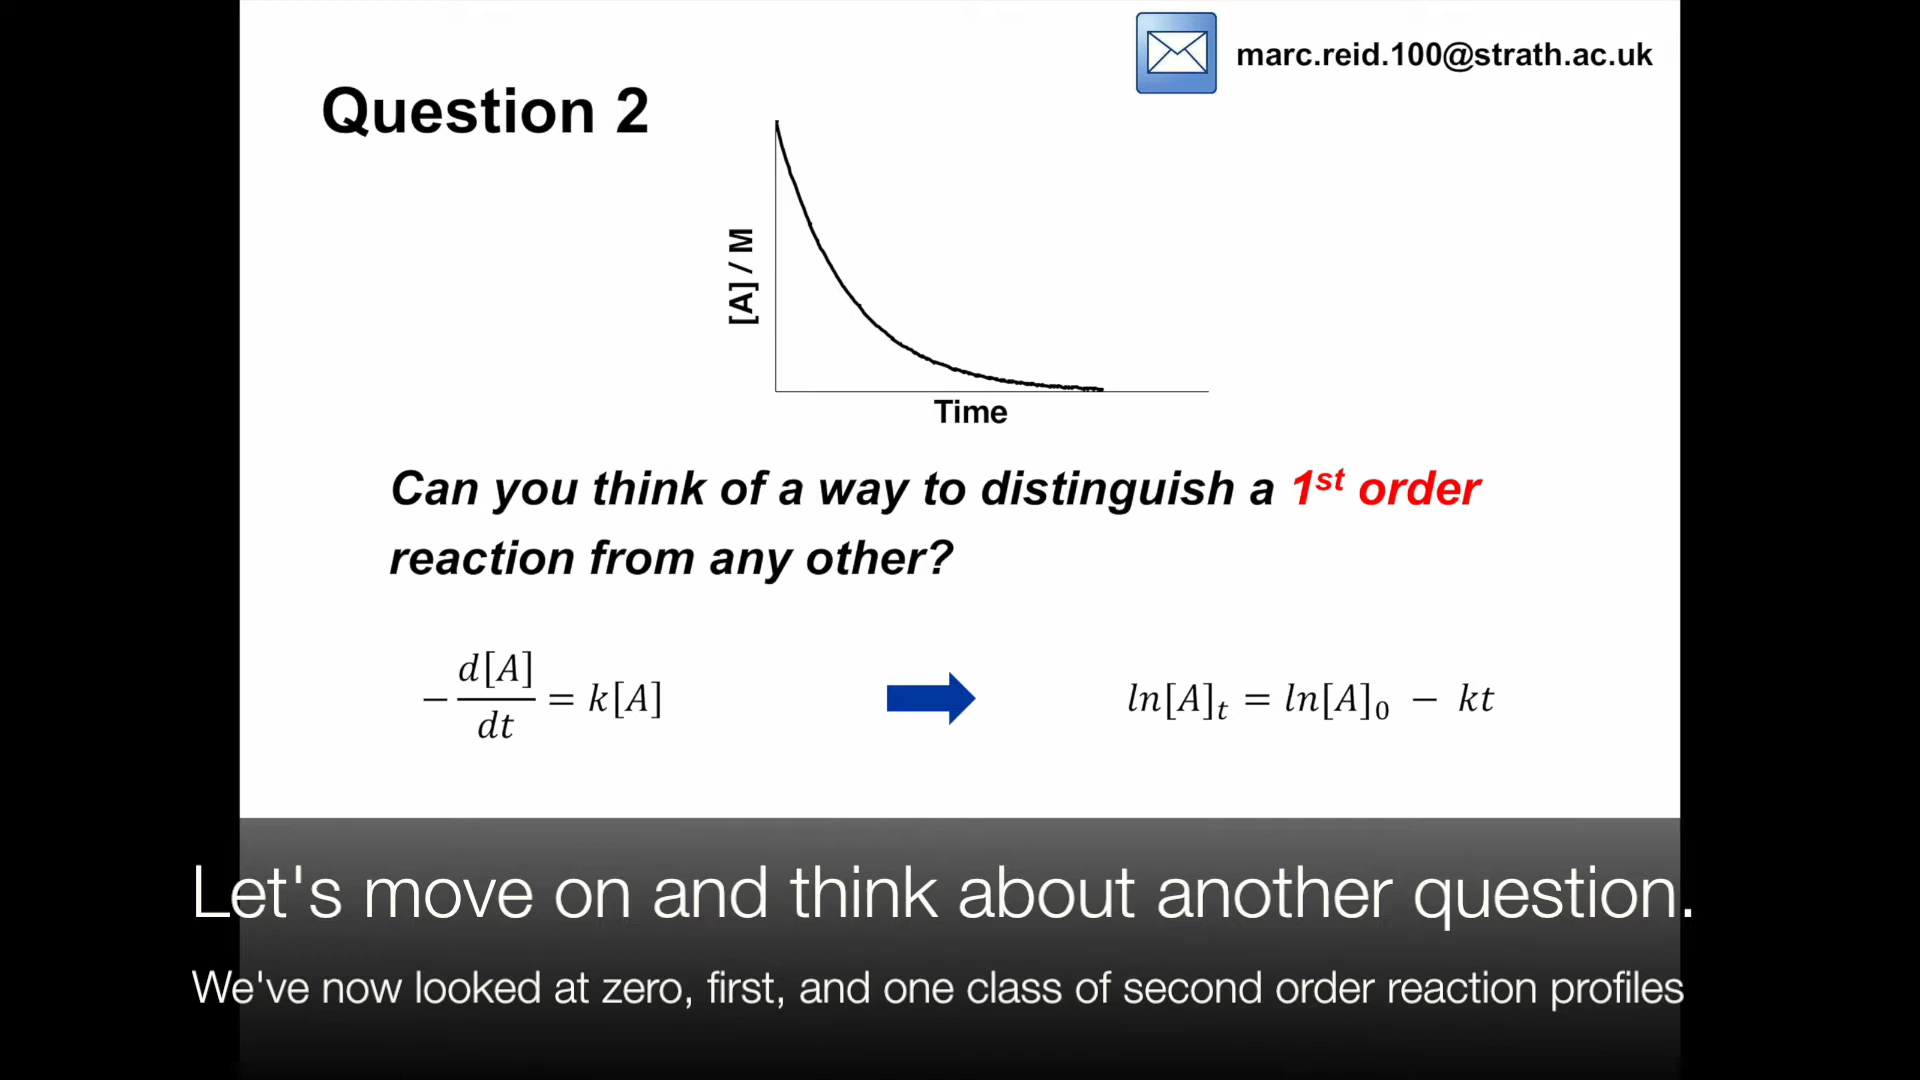 marc.reid.100@strath.ac.uk
Question 2
[A] / M
Time
Can you think of a way to distinguish a 1st order
reaction from any other?
−d[A]/dt = k[A]
ln[A]t = ln[A]0 − kt
Let's move on and think about another question.
We've now looked at zero, first, and one class of second order reaction profiles